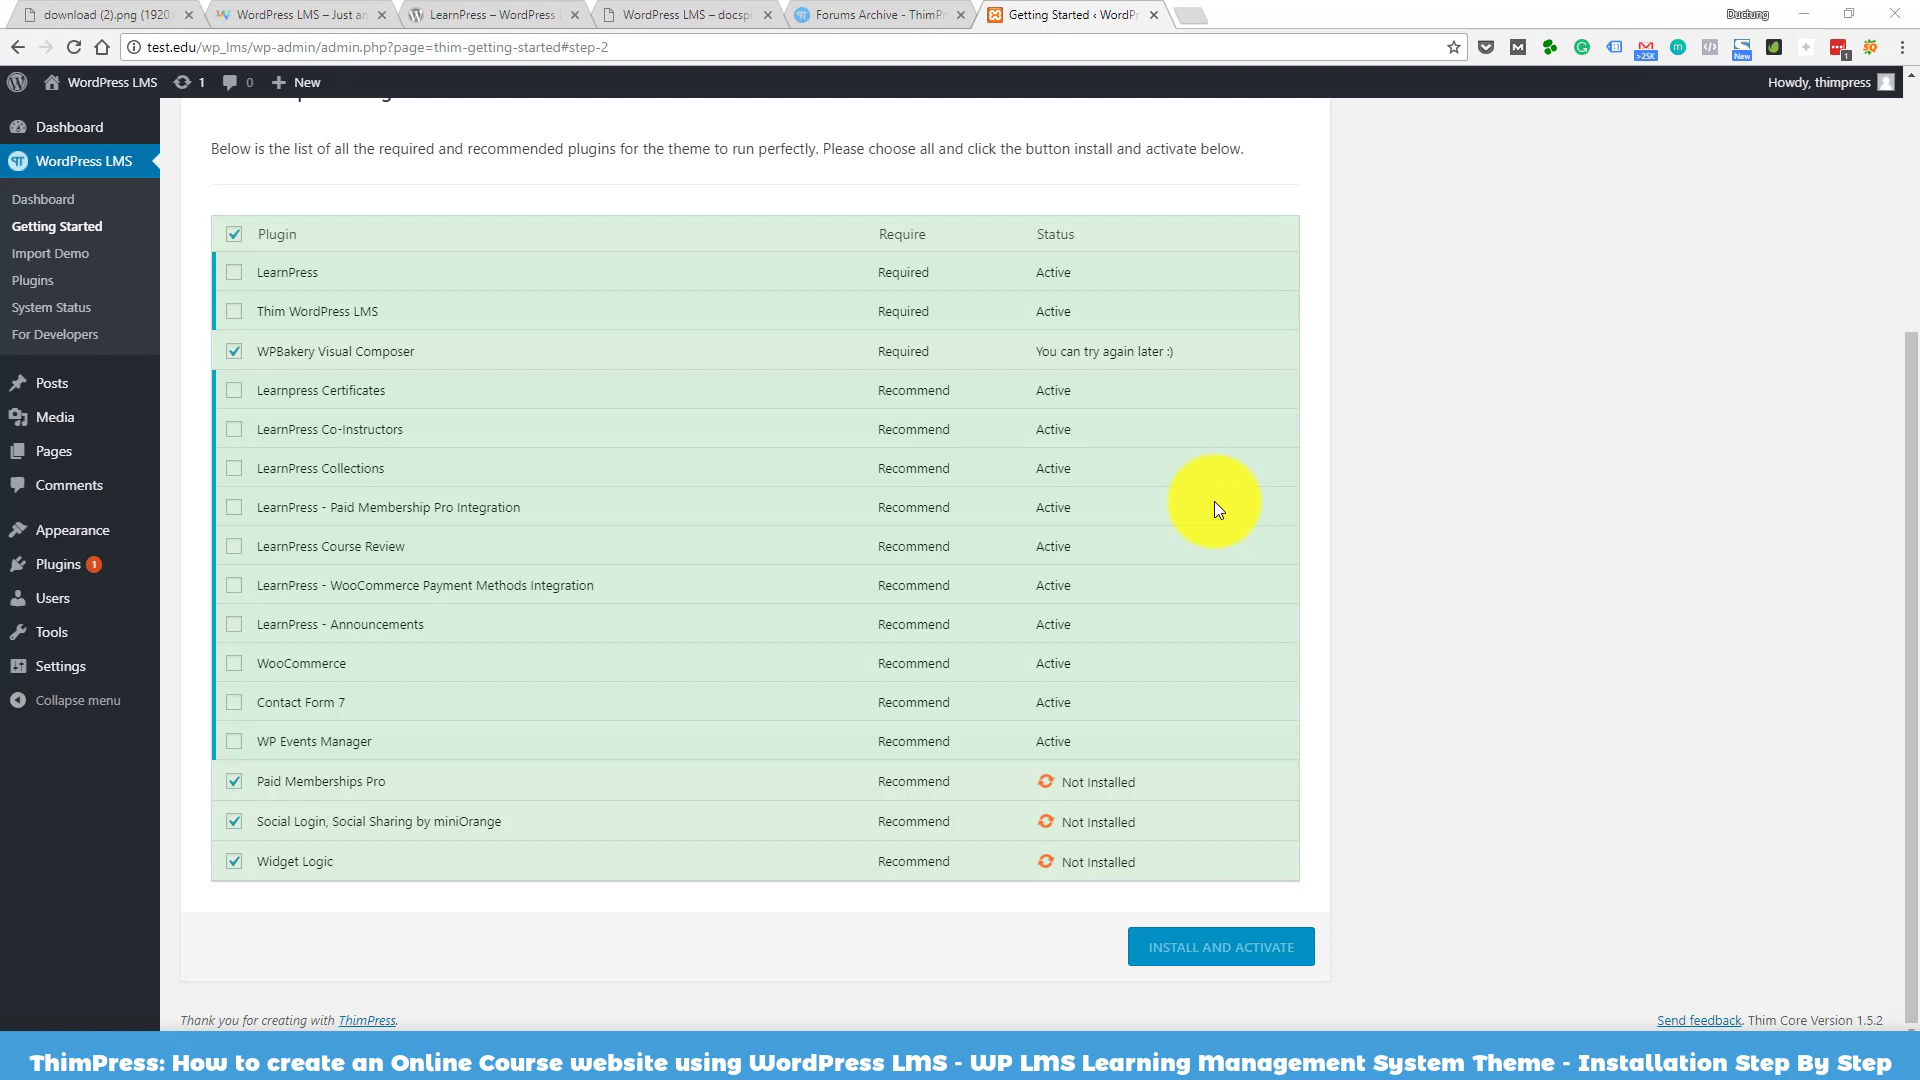 download (2).png (1920
WordPress LMS – Just an
LearnPress – WordPress
WordPress LMS – docspr
Forums Archive - ThimPr
Getting Started ‹ WordPr
Ductung
test.edu/wp_lms/wp-admin/admin.php?page=thim-getting-started#step-2
>25K
New
1
WordPress LMS
1
0
New
Howdy, thimpress
Dashboard
WordPress LMS
Dashboard
Getting Started
Import Demo
Plugins
System Status
For Developers
Posts
Media
Pages
Comments
Appearance
Plugins 1
Users
Tools
Settings
Collapse menu
Below is the list of all the required and recommended plugins for the theme to run perfectly. Please choose all and click the button install and activate below.
Plugin Require Status
LearnPress Required Active
Thim WordPress LMS Required Active
WPBakery Visual Composer Required You can try again later :)
Learnpress Certificates Recommend Active
LearnPress Co-Instructors Recommend Active
LearnPress Collections Recommend Active
LearnPress - Paid Membership Pro Integration Recommend Active
LearnPress Course Review Recommend Active
LearnPress - WooCommerce Payment Methods Integration Recommend Active
LearnPress - Announcements Recommend Active
WooCommerce Recommend Active
Contact Form 7 Recommend Active
WP Events Manager Recommend Active
Paid Memberships Pro Recommend Not Installed
Social Login, Social Sharing by miniOrange Recommend Not Installed
Widget Logic Recommend Not Installed
INSTALL AND ACTIVATE
Thank you for creating with ThimPress.
Send feedback. Thim Core Version 1.5.2
ThimPress: How to create an Online Course website using WordPress LMS - WP LMS Learning Management System Theme - Installation Step By Step